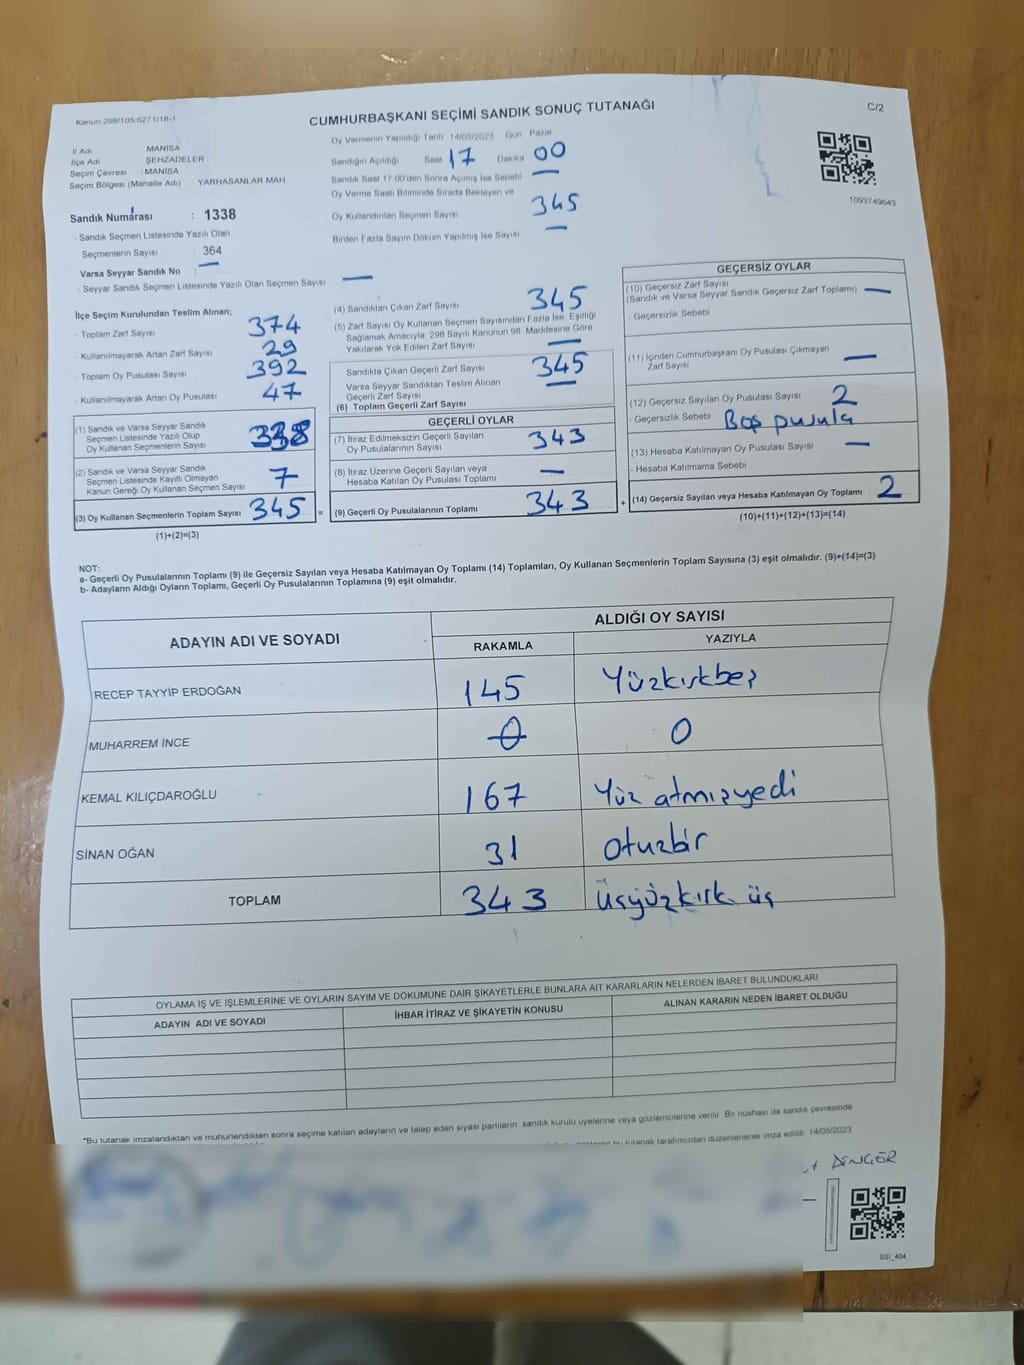 Kanun:298/105,6271/18-1
CUMHURBAŞKANI SEÇİMİ SANDIK SONUÇ TUTANAĞI
C/2
İl Adı MANİSA
İlçe Adı ŞEHZADELER
Seçim Çevresi : MANİSA
Seçim Bölgesi (Mahalle Adı) YARHASANLAR MAH
Sandık Numarası : 1338
- Sandık Seçmen Listesinde Yazılı Olan
Seçmenlerin Sayısı : 364
Varsa Seyyar Sandık No : —
- Seyyar Sandık Seçmen Listesinde Yazılı Olan Seçmen Sayısı —
Oy Vermenin Yapıldığı Tarih 14/05/2023 Gün Pazar
Sandığın Açıldığı Saat 17 Dakika 00
Sandık Saat 17.00'den Sonra Açımış İse Sebebi —
Oy Verme Saati Bitiminde Sırada Bekleyen ve
Oy Kullandırılan Seçmen Sayısı 345
Birden Fazla Sayım Döküm Yapılmış İse Sayısı —
1093749643
İlçe Seçim Kurulundan Teslim Alınan;
- Toplam Zarf Sayısı 374
- Kullanılmayarak Artan Zarf Sayısı 29
- Toplam Oy Pusulası Sayısı 392
- Kullanılmayarak Artan Oy Pusulası 47
(1) Sandık ve Varsa Seyyar Sandık
Seçmen Listesinde Yazılı Olup
Oy Kullanan Seçmenlerin Sayısı 338
(2) Sandık ve Varsa Seyyar Sandık
Seçmen Listesinde Kayıtlı Olmayan
Kanun Gereği Oy Kullanan Seçmen Sayısı 7
(3) Oy Kullanan Seçmenlerin Toplam Sayısı 345 =
(1)+(2)=(3)
(4) Sandıktan Çıkan Zarf Sayısı 345
(5) Zarf Sayısı Oy Kullanan Seçmen Sayısından Fazla İse, Eşitliği
Sağlamak Amacıyla, 298 Sayılı Kanunun 98. Maddesine Göre
Yakılarak Yok Edilen Zarf Sayısı —
Sandıkta Çıkan Geçerli Zarf Sayısı 345
Varsa Seyyar Sandıktan Teslim Alınan
Geçerli Zarf Sayısı —
(6) Toplam Geçerli Zarf Sayısı
GEÇERLİ OYLAR
(7) İtiraz Edilmeksizin Geçerli Sayılan
Oy Pusulalarının Sayısı 343
(8) İtiraz Üzerine Geçerli Sayılan veya
Hesaba Katılan Oy Pusulası Toplamı —
(9) Geçerli Oy Pusulalarının Toplamı 343 +
GEÇERSİZ OYLAR
(10) Geçersiz Zarf Sayısı
(Sandık ve Varsa Seyyar Sandık Geçersiz Zarf Toplamı) —
- Geçersizlik Sebebi
(11) İçinden Cumhurbaşkanı Oy Pusulası Çıkmayan
Zarf Sayısı —
(12) Geçersiz Sayılan Oy Pusulası Sayısı 2
- Geçersizlik Sebebi Boş pusula
(13) Hesaba Katılmayan Oy Pusulası Sayısı —
- Hesaba Katılmama Sebebi
(14) Geçersiz Sayılan veya Hesaba Katılmayan Oy Toplamı 2
(10)+(11)+(12)+(13)=(14)
NOT:
a- Geçerli Oy Pusulalarının Toplamı (9) ile Geçersiz Sayılan veya Hesaba Katılmayan Oy Toplamı (14) Toplamları, Oy Kullanan Seçmenlerin Toplam Sayısına (3) eşit olmalıdır. (9)+(14)=(3)
b- Adayların Aldığı Oyların Toplamı, Geçerli Oy Pusulalarının Toplamına (9) eşit olmalıdır.
ADAYIN ADI VE SOYADI
ALDIĞI OY SAYISI
RAKAMLA YAZIYLA
RECEP TAYYİP ERDOĞAN 145 Yüzkırkbeş
MUHARREM İNCE 0 0
KEMAL KILIÇDAROĞLU 167 Yüz atmışyedi
SİNAN OĞAN 31 otuzbir
TOPLAM 343 üçyüzkırk üç
OYLAMA İŞ VE İŞLEMLERİNE VE OYLARIN SAYIM VE DÖKÜMÜNE DAİR ŞİKAYETLERLE BUNLARA AİT KARARLARIN NELERDEN İBARET BULUNDUKLARI
ADAYIN ADI VE SOYADI İHBAR İTİRAZ VE ŞİKAYETİN KONUSU ALINAN KARARIN NEDEN İBARET OLDUĞU
*Bu tutanak imzalandıktan ve mühürlendikten sonra seçime katılan adayların ve talep eden siyasi partilerin sandık kurulu üyelerine veya gözlemcilerine verilir. Bir nüshası da sandık çevresinde
bu tutanak tarafımızdan düzenlenerek imza edildi. 14/05/2023
DİNÇER
SSİ_404